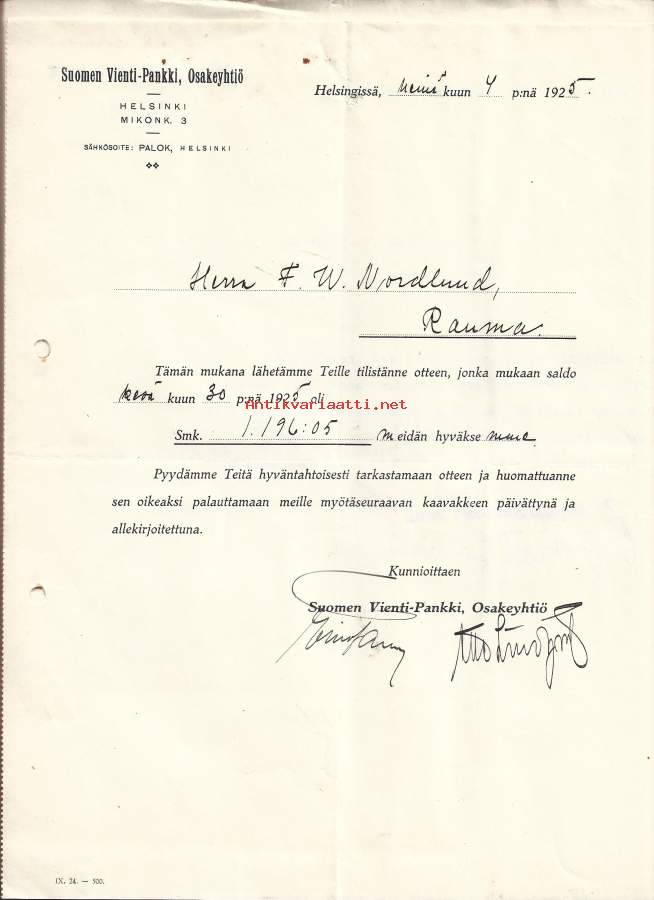 Suomen Vienti-Pankki, Osakeyhtiö
HELSINKI
MIKONK. 3
SÄHKÖSOITE: PALOK, HELSINKI
Helsingissä, heinä kuun 4 p:nä 1925.
Herra F. W. Nordlund,
Rauma.
Tämän mukana lähetämme Teille tilistänne otteen, jonka mukaan saldo
kesä kuun 30 p:nä 1925 oli
Antikvariaatti.net
Smk. 1.196:05 meidän hyväksemme.
Pyydämme Teitä hyväntahtoisesti tarkastamaan otteen ja huomattuanne
sen oikeaksi palauttamaan meille myötäseuraavan kaavakkeen päivättynä ja
allekirjoitettuna.
Kunnioittaen
Suomen Vienti-Pankki, Osakeyhtiö
IX. 24. — 500.